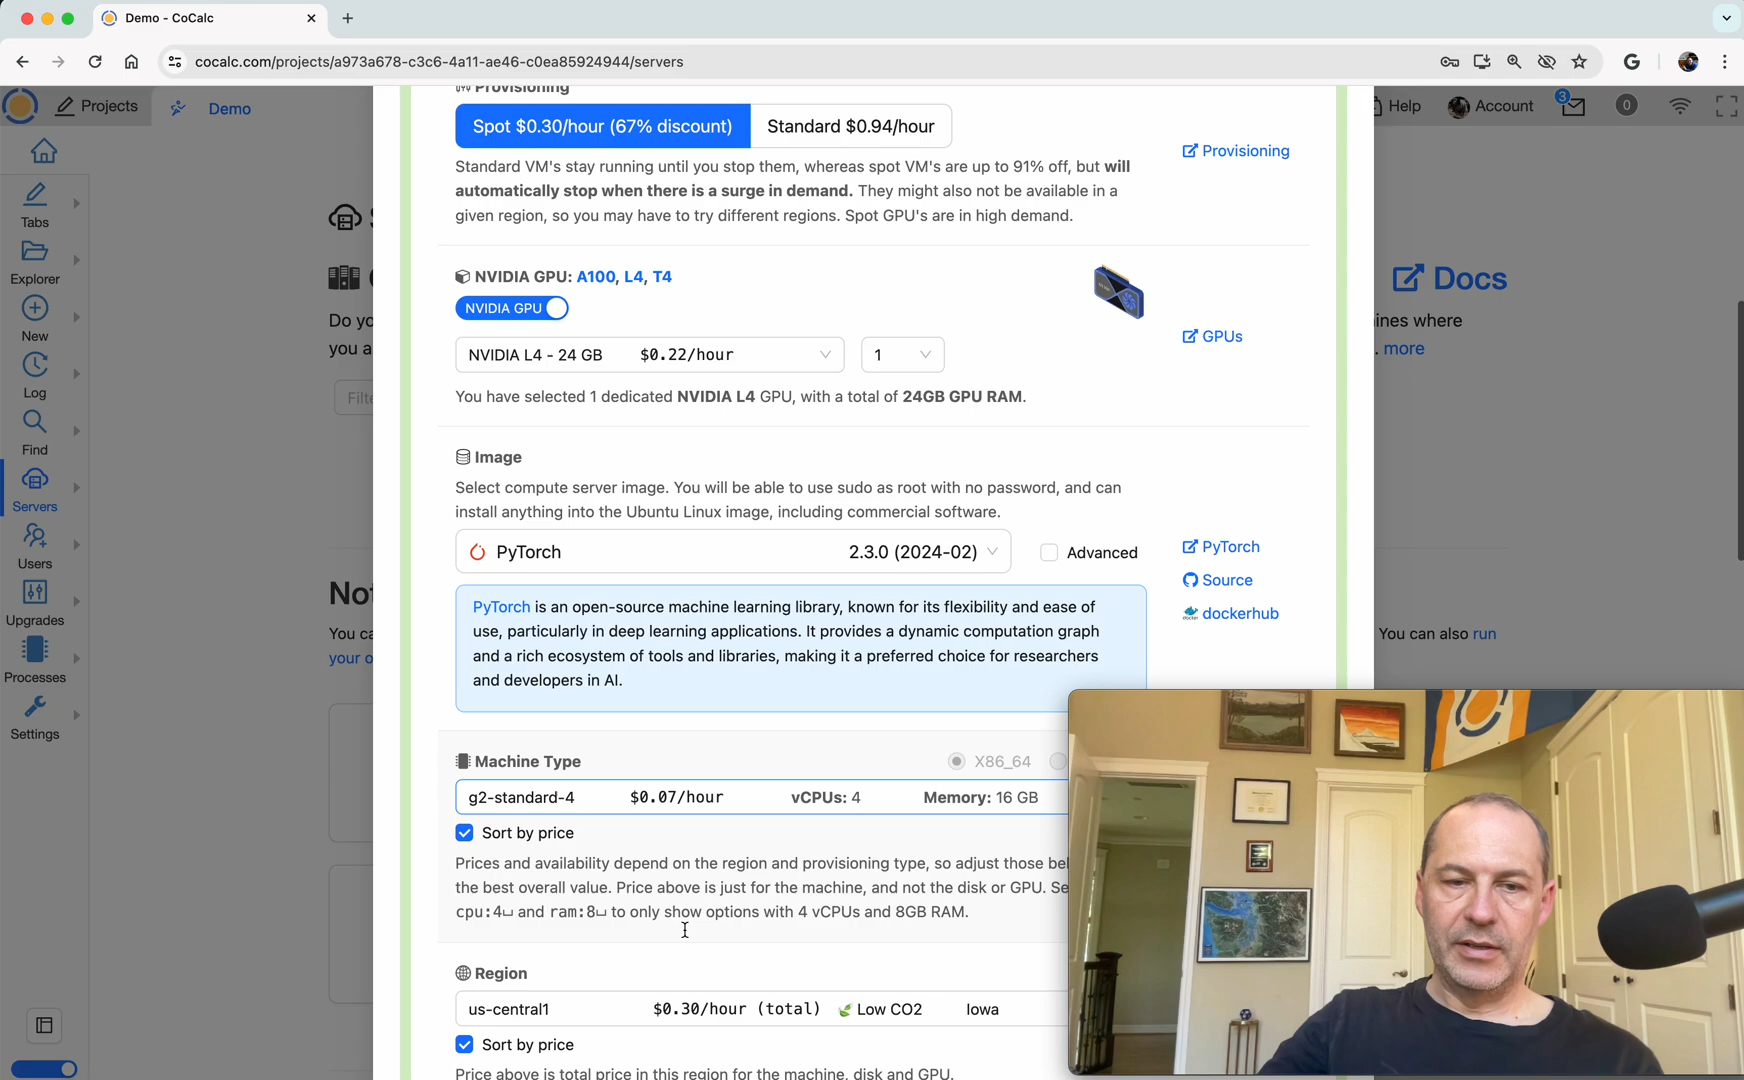 Demo - CoCalc
cocalc.com/projects/a973a678-c3c6-4a11-ae46-c0ea85924944/servers
Projects
Demo
Help
Account
3
0
Tabs
Explorer
New
Log
Find
Servers
Users
Upgrades
Processes
Settings
Do yo
you a
Filte
Not
You ca
your o
Docs
ines where
. more
You can also run
Provisioning
Spot $0.30/hour (67% discount)
Standard $0.94/hour
Provisioning
Standard VM's stay running until you stop them, whereas spot VM's are up to 91% off, but will
automatically stop when there is a surge in demand. They might also not be available in a
given region, so you may have to try different regions. Spot GPU's are in high demand.
NVIDIA GPU: A100, L4, T4
NVIDIA GPU
GPUs
NVIDIA L4 - 24 GB $0.22/hour
1
You have selected 1 dedicated NVIDIA L4 GPU, with a total of 24GB GPU RAM.
Image
Select compute server image. You will be able to use sudo as root with no password, and can
install anything into the Ubuntu Linux image, including commercial software.
PyTorch 2.3.0 (2024-02)
Advanced
PyTorch
Source
dockerhub
PyTorch is an open-source machine learning library, known for its flexibility and ease of
use, particularly in deep learning applications. It provides a dynamic computation graph
and a rich ecosystem of tools and libraries, making it a preferred choice for researchers
and developers in AI.
Machine Type
X86_64
g2-standard-4 $0.07/hour vCPUs: 4 Memory: 16 GB
Sort by price
Prices and availability depend on the region and provisioning type, so adjust those bel
the best overall value. Price above is just for the machine, and not the disk or GPU. Se
cpu:4␣ and ram:8␣ to only show options with 4 vCPUs and 8GB RAM.
Region
us-central1 $0.30/hour (total) Low CO2 Iowa
Sort by price
Price above is total price in this region for the machine, disk and GPU.